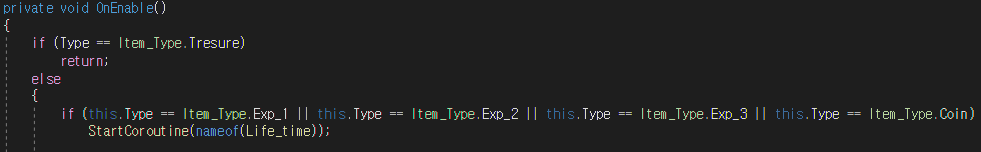 private void OnEnable()
{
if (Type == Item_Type.Tresure)
return;
else
{
if (this.Type == Item_Type.Exp_1 || this.Type == Item_Type.Exp_2 || this.Type == Item_Type.Exp_3 || this.Type == Item_Type.Coin)
StartCoroutine(nameof(Life_time));